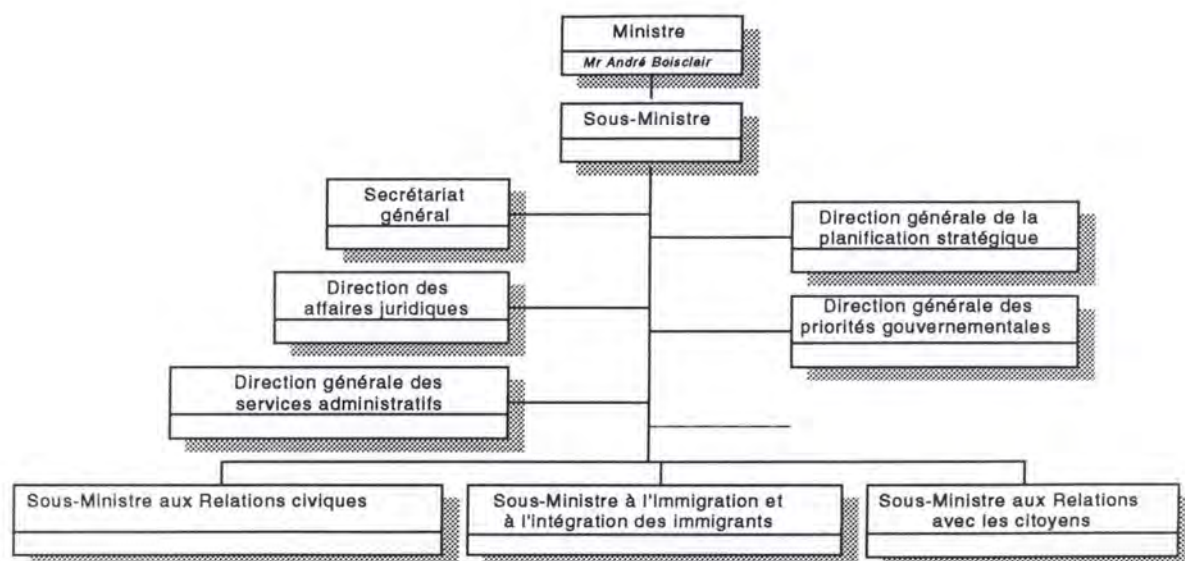 Ministre
Mr André Boisclair
Sous-Ministre
Secrétariat
général
Direction générale de la
planification stratégique
Direction des
affaires juridiques
Direction générale des
priorités gouvernementales
Direction générale des
services administratifs
Sous-Ministre aux Relations civiques
Sous-Ministre à l'Immigration et
à l'Intégration des immigrants
Sous-Ministre aux Relations
avec les citoyens